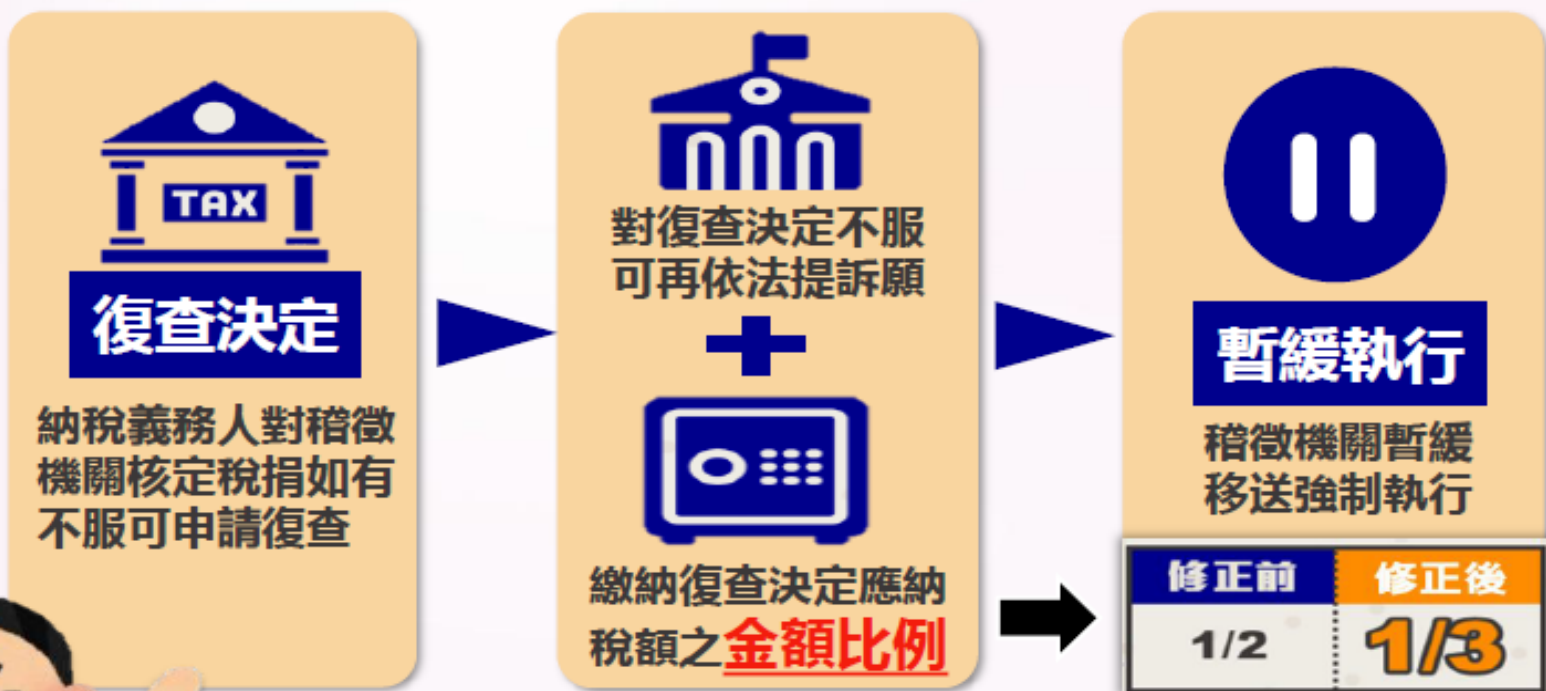 TAX
復查決定
納稅義務人對稽徵
機關核定稅捐如有
不服可申請復查
對復查決定不服
可再依法提訴願
繳納復查決定應納
稅額之金額比例
暫緩執行
稽徵機關暫緩
移送強制執行
修正前 修正後
1/2 1/3